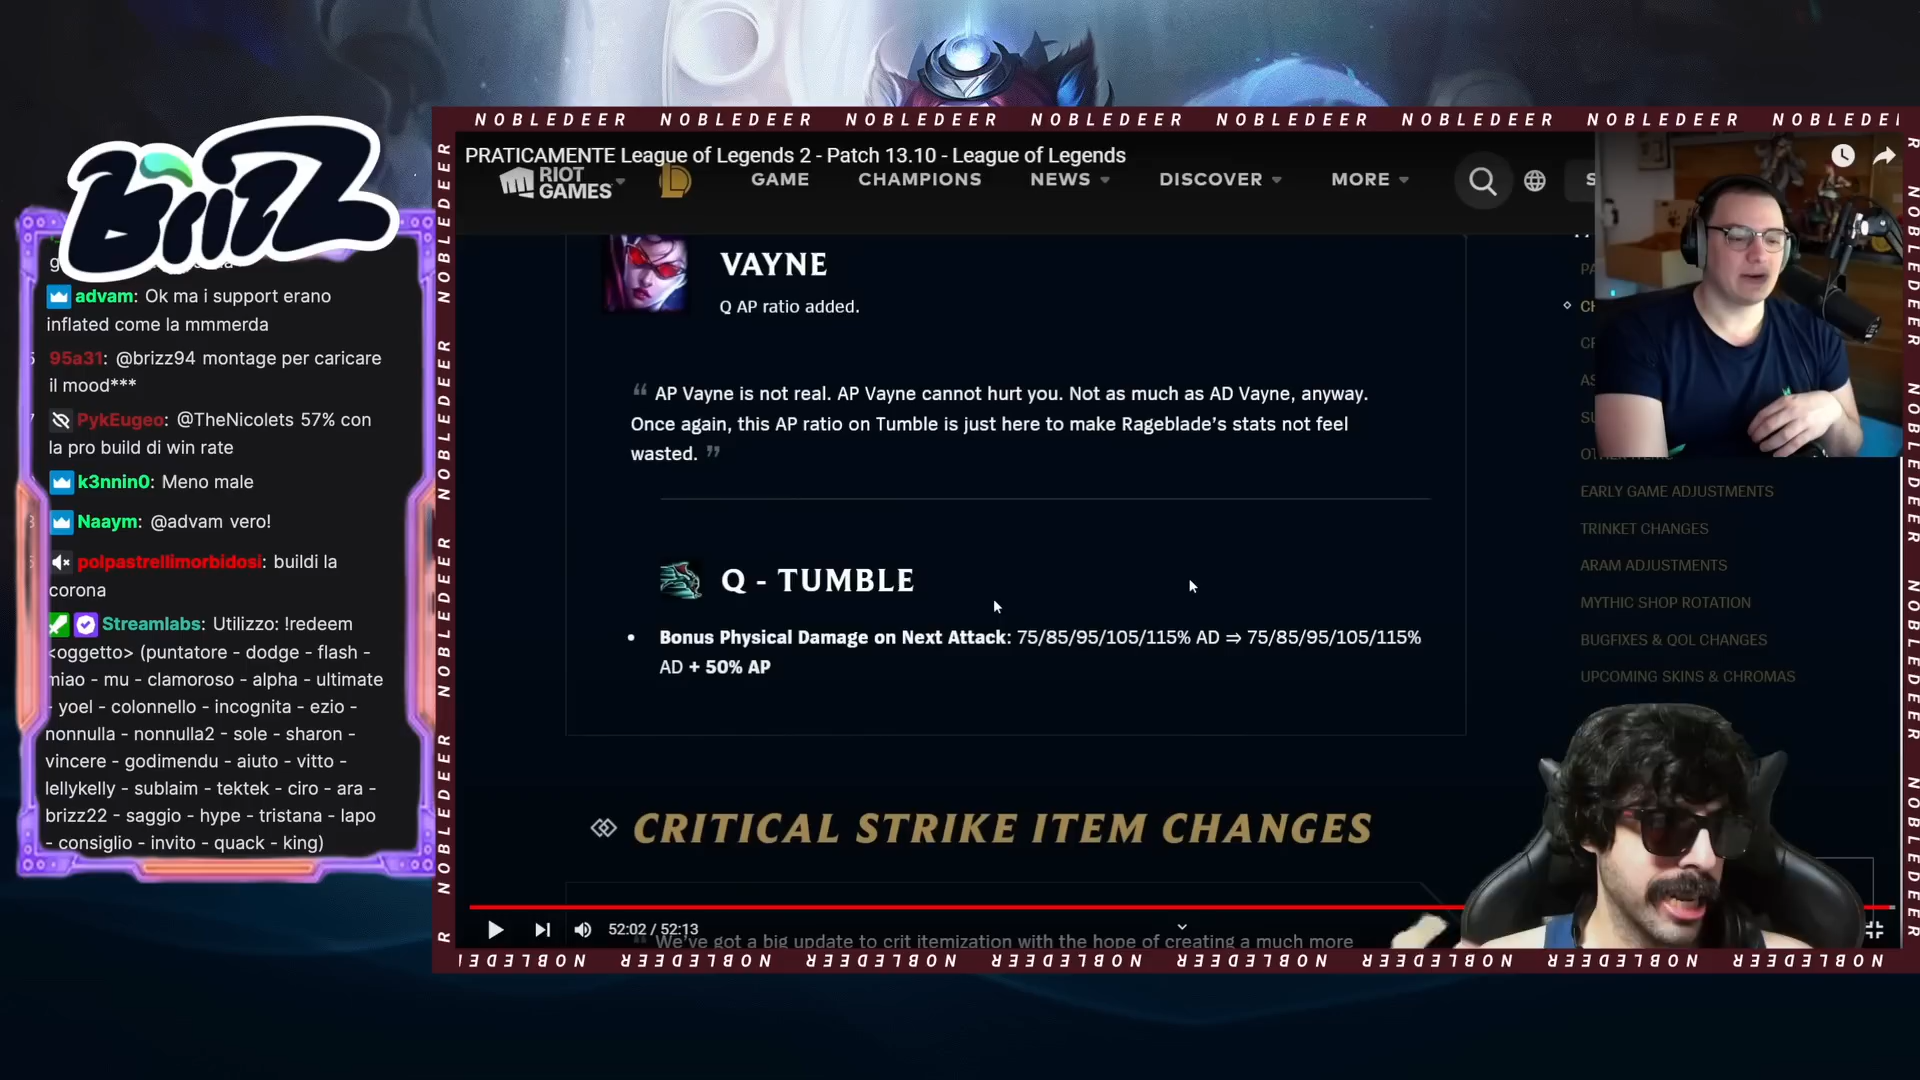 NOBLEDEER NOBLEDEER NOBLEDEER NOBLEDEER NOBLEDEER NOBLEDEER NOBLEDEER
BrizZ
advam: Ok ma i support erano
inflated come la mmmerda
95a31: @brizz94 montage per caricare
il mood***
PykEugeo: @TheNicolets 57% con
la pro build di win rate
k3nnin0: Meno male
Naaym: @advam vero!
polpastrellimorbidosi: buildi la
corona
Streamlabs: Utilizzo: !redeem
<oggetto> (puntatore - dodge - flash -
miao - mu - clamoroso - alpha - ultimate
- yoel - colonnello - incognita - ezio -
nonnulla - nonnulla2 - sole - sharon -
vincere - godimendu - aiuto - vitto -
lellykelly - sublaim - tektek - ciro - ara -
brizz22 - saggio - hype - tristana - lapo
- consiglio - invito - quack - king)
PRATICAMENTE League of Legends 2 - Patch 13.10 - League of Legends
RIOT
GAMES
GAME CHAMPIONS NEWS DISCOVER MORE
VAYNE
Q AP ratio added.
“ AP Vayne is not real. AP Vayne cannot hurt you. Not as much as AD Vayne, anyway.
Once again, this AP ratio on Tumble is just here to make Rageblade’s stats not feel
wasted. ”
Q - TUMBLE
• Bonus Physical Damage on Next Attack: 75/85/95/105/115% AD ⇒ 75/85/95/105/115%
AD + 50% AP
CRITICAL STRIKE ITEM CHANGES
52:02 / 52:13
“ We’ve got a big update to crit itemization with the hope of creating a much more
EARLY GAME ADJUSTMENTS
TRINKET CHANGES
ARAM ADJUSTMENTS
MYTHIC SHOP ROTATION
BUGFIXES & QOL CHANGES
UPCOMING SKINS & CHROMAS
NOBLEDEER NOBLEDEER NOBLEDEER NOBLEDEER NOBLEDEER NOBLEDEER NOBLEDEER NOBLEDEER